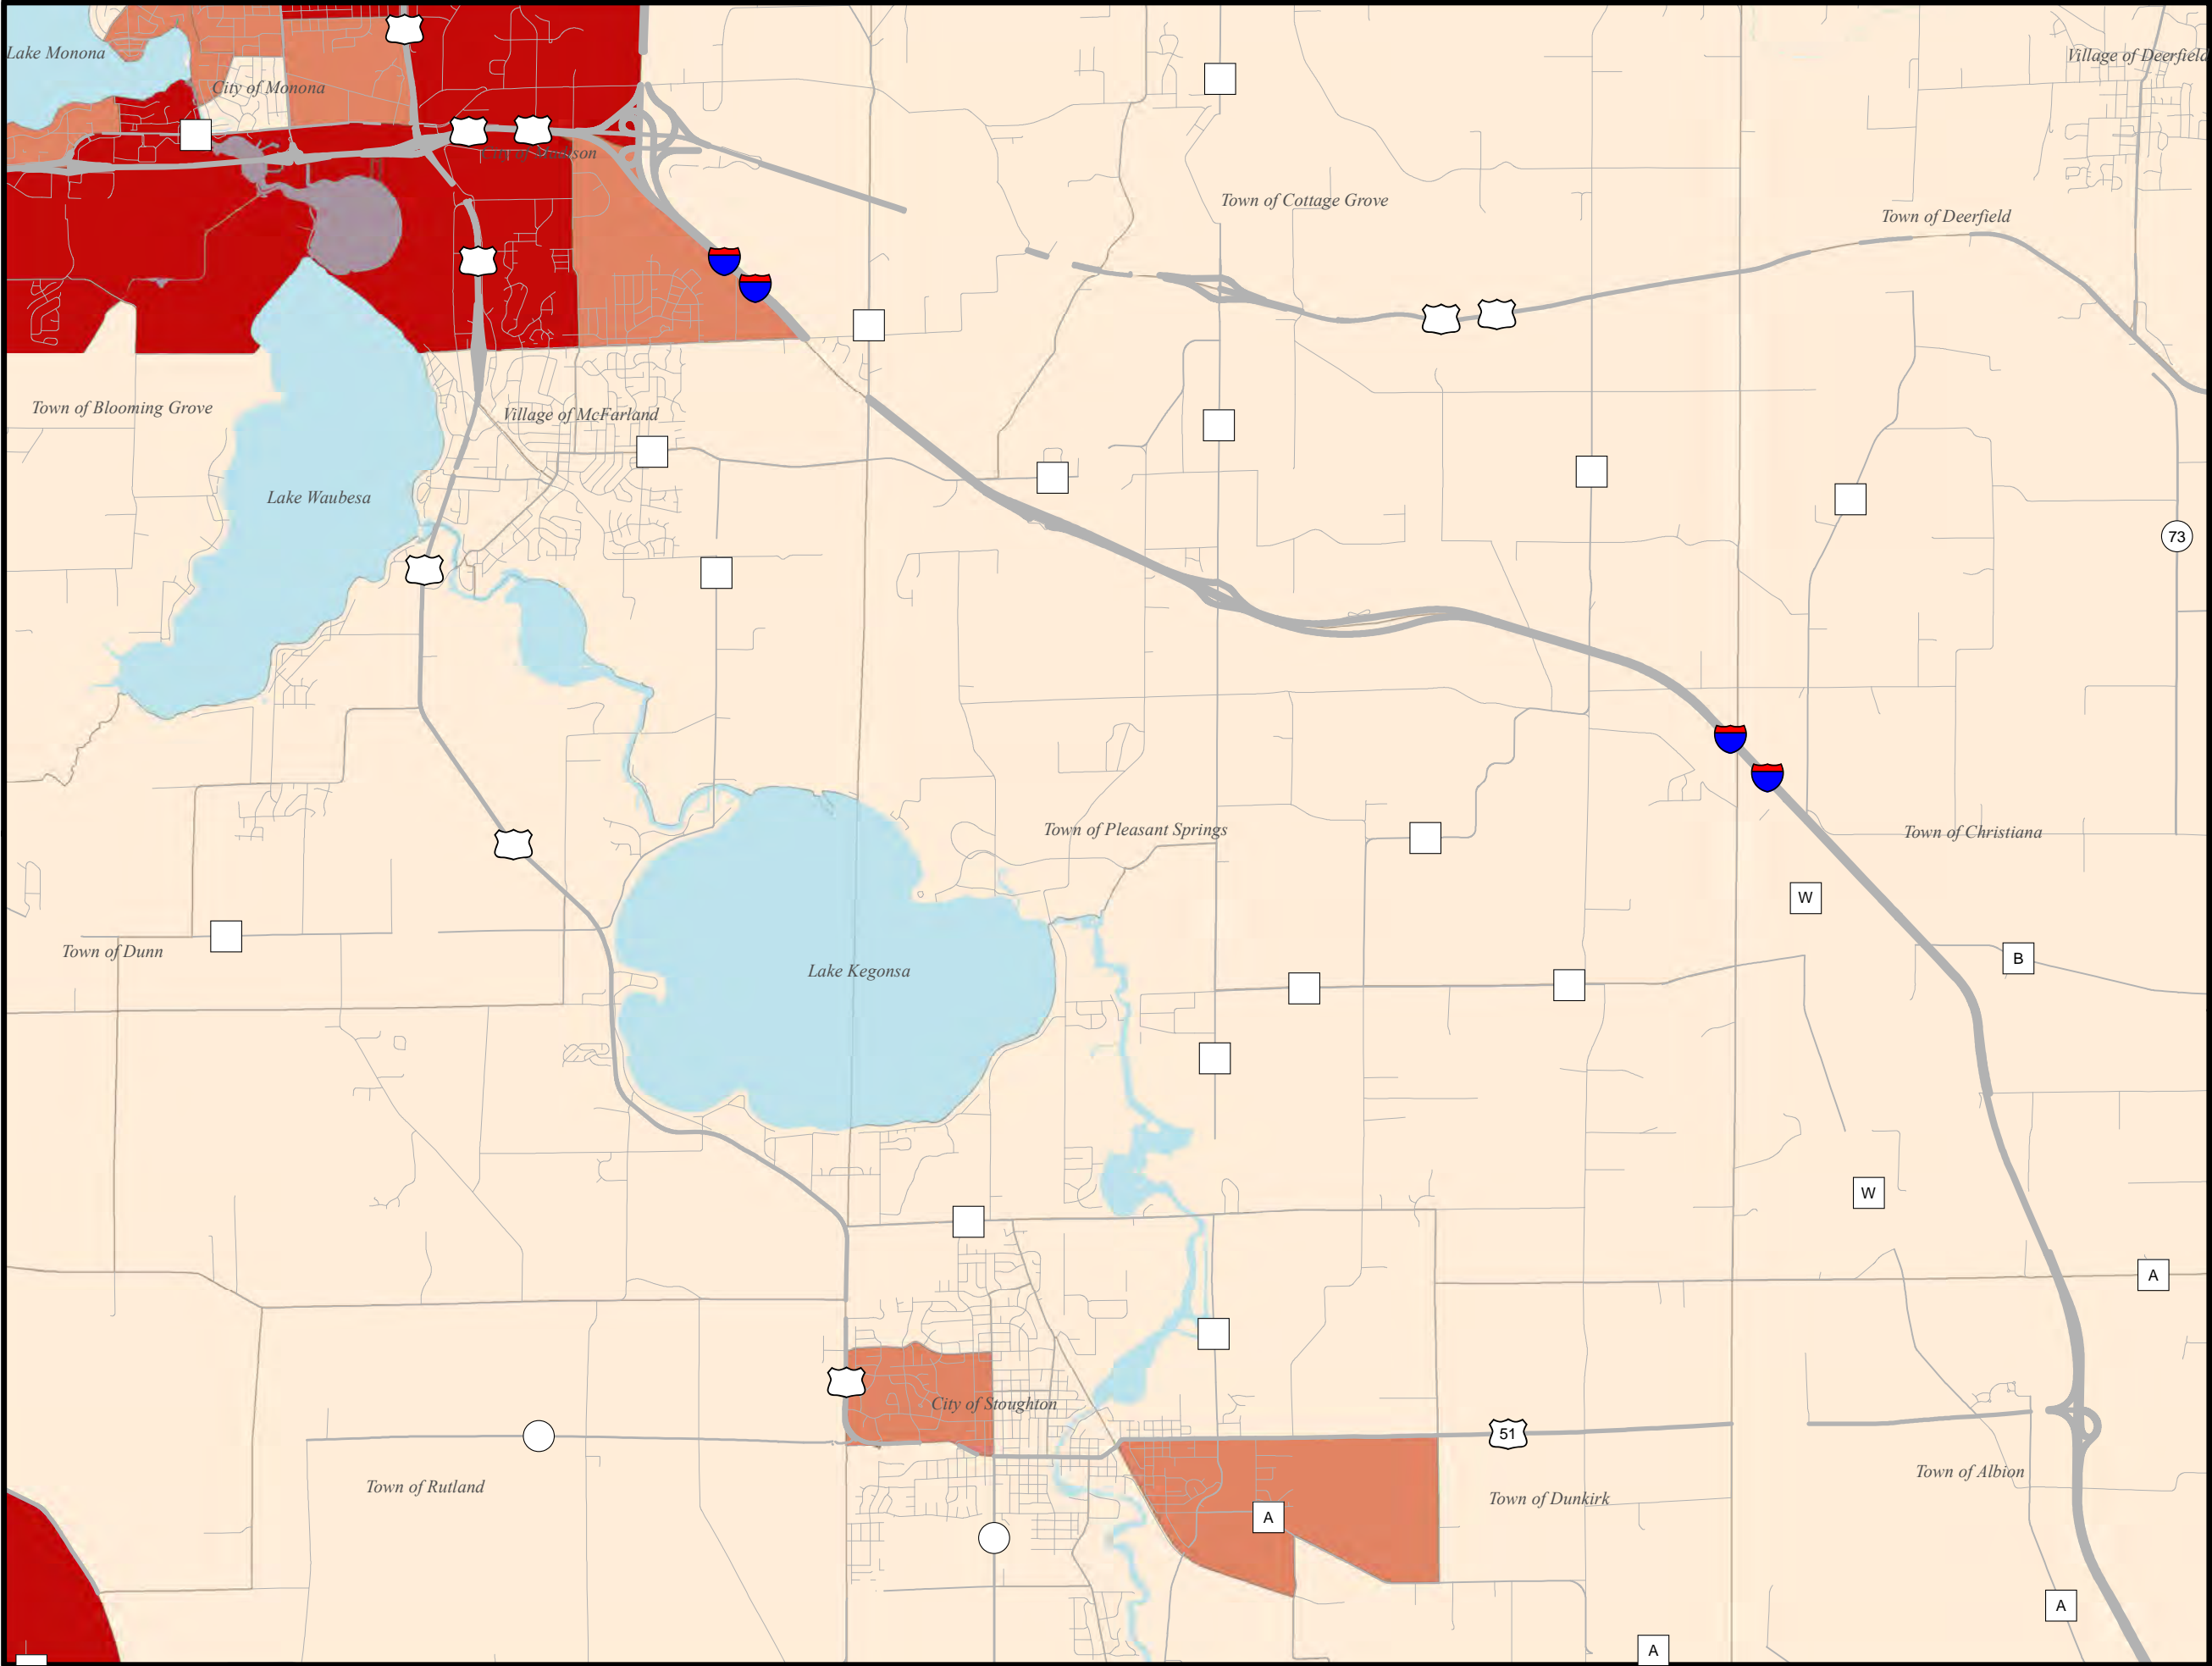 Lake Monona
Village of Deerfield
City of Monona
City of Madison
Town of Cottage Grove
Town of Deerfield
Town of Blooming Grove
Village of McFarland
Lake Waubesa
73
Town of Pleasant Springs
Town of Christiana
W
Town of Dunn
B
Lake Kegonsa
W
A
City of Stoughton
51
Town of Rutland
Town of Albion
Town of Dunkirk
A
A
A